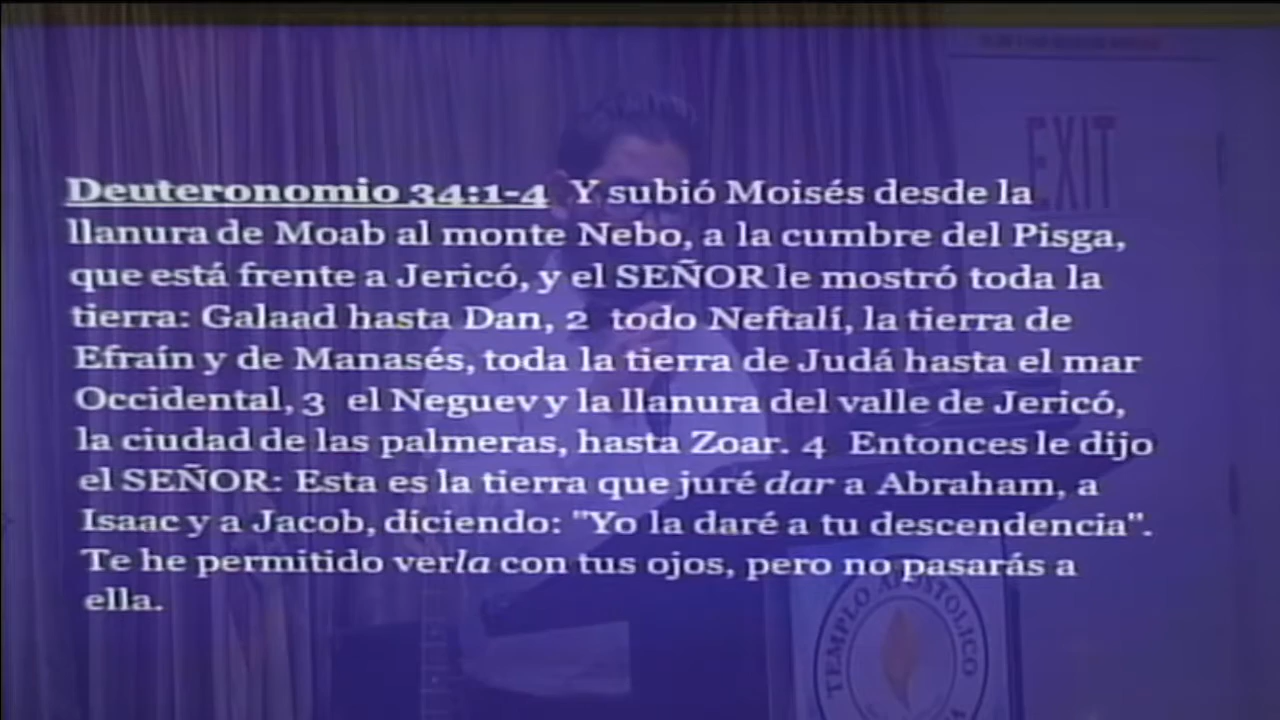 Deuteronomio 34:1-4 Y subió Moisés desde la
llanura de Moab al monte Nebo, a la cumbre del Pisga,
que está frente a Jericó, y el SEÑOR le mostró toda la
tierra: Galaad hasta Dan, 2 todo Neftalí, la tierra de
Efraín y de Manasés, toda la tierra de Judá hasta el mar
Occidental, 3 el Neguev y la llanura del valle de Jericó,
la ciudad de las palmeras, hasta Zoar. 4 Entonces le dijo
el SEÑOR: Esta es la tierra que juré dar a Abraham, a
Isaac y a Jacob, diciendo: "Yo la daré a tu descendencia".
Te he permitido verla con tus ojos, pero no pasarás a
ella.
EXIT
TEMPLO APOSTOLICO